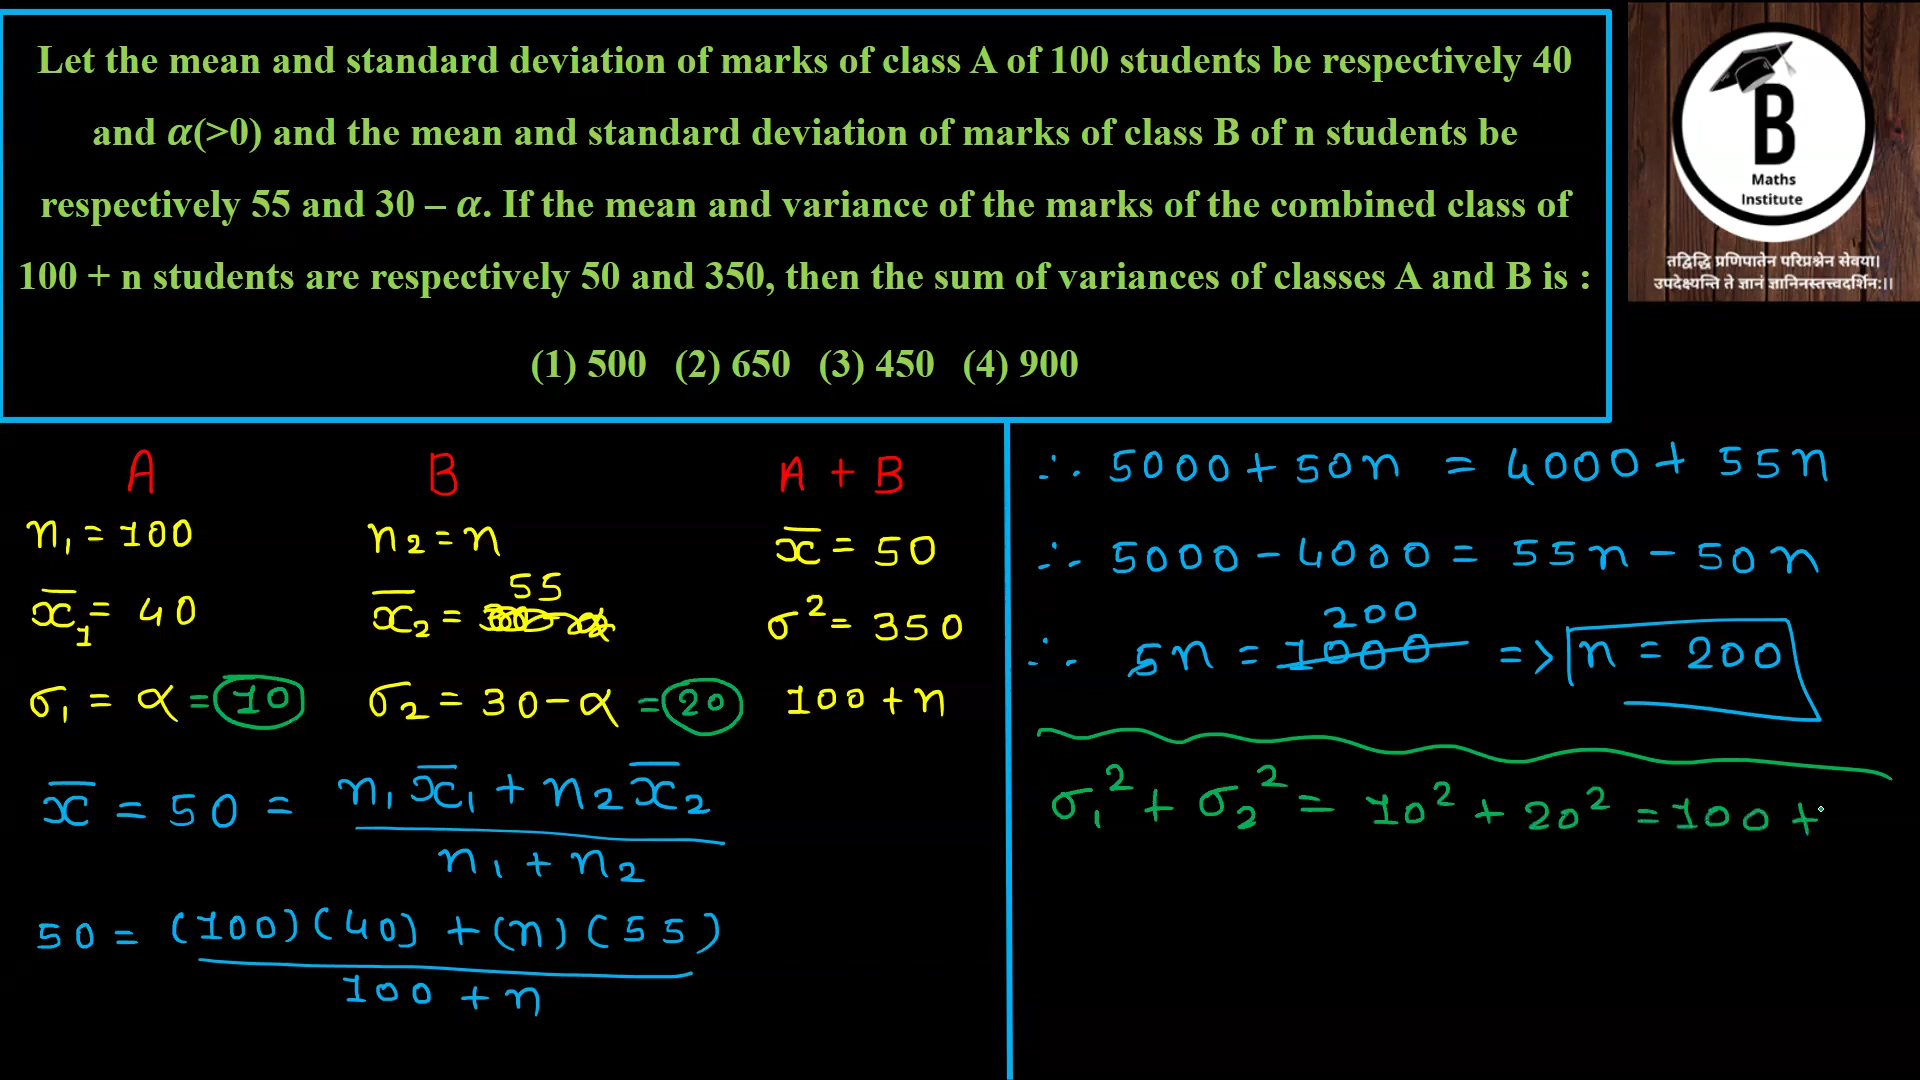 Let the mean and standard deviation of marks of class A of 100 students be respectively 40
and α(>0) and the mean and standard deviation of marks of class B of n students be
respectively 55 and 30 – α. If the mean and variance of the marks of the combined class of
100 + n students are respectively 50 and 350, then the sum of variances of classes A and B is :
(1) 500 (2) 650 (3) 450 (4) 900
B
Maths
Institute
तद्विद्धि प्रणिपातेन परिप्रश्नेन सेवया।
उपदेक्ष्यन्ति ते ज्ञानं ज्ञानिनस्तत्त्वदर्शिन:।।
A B A + B
n₁ = 100 n₂ = n x̄ = 50
x̄₁ = 40 x̄₂ = 55 σ² = 350
σ₁ = α = 10 σ₂ = 30 - α = 20 100 + n
x̄ = 50 = n₁x̄₁ + n₂x̄₂
n₁ + n₂
50 = (100)(40) + (n)(55)
100 + n
∴ 5000 + 50n = 4000 + 55n
∴ 5000 - 4000 = 55n - 50n
200
∴ 5n = 1000 => n = 200
σ₁² + σ₂² = 10² + 20² = 100 +